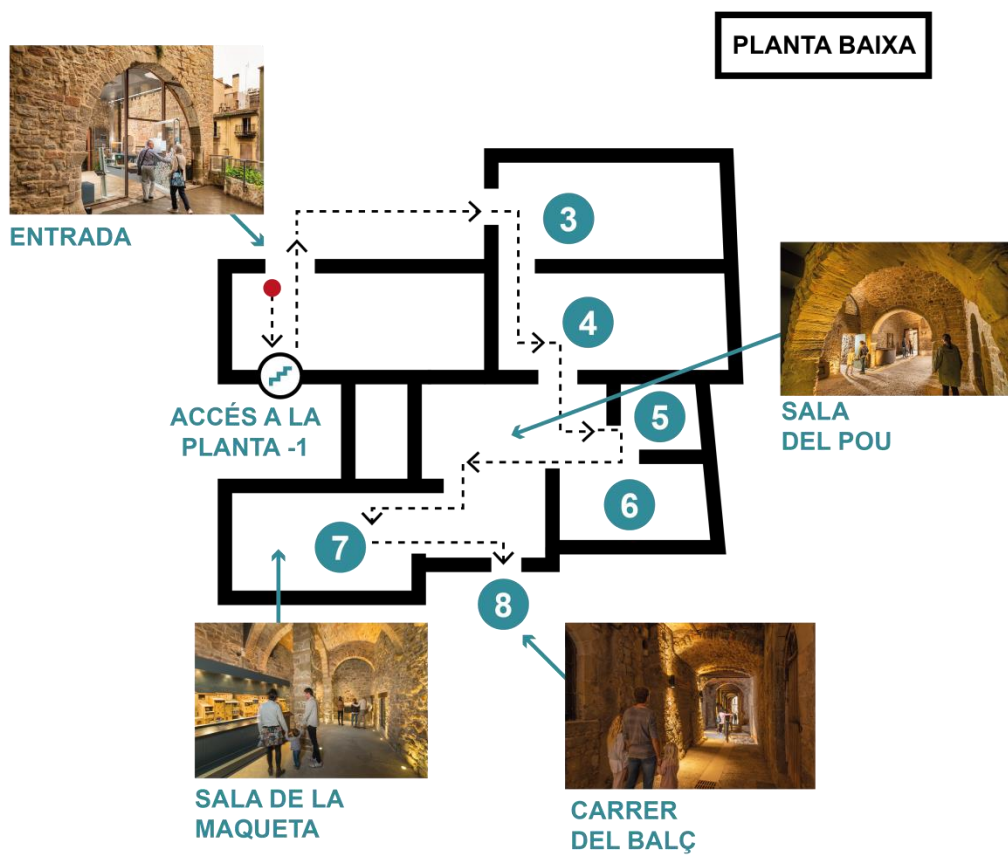 PLANTA BAIXA
ENTRADA
3
4
ACCÉS A LA
PLANTA -1
5
SALA
DEL POU
6
7
8
SALA DE LA
MAQUETA
CARRER
DEL BALÇ